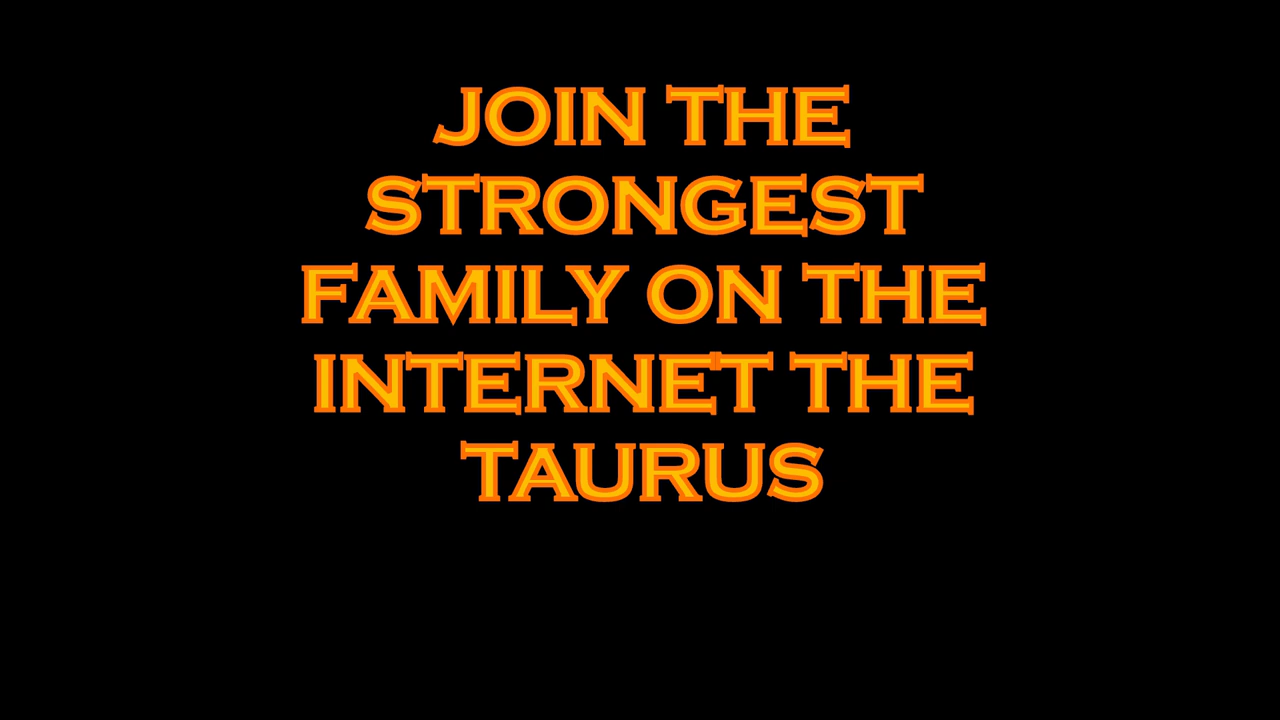 JOIN THE
STRONGEST
FAMILY ON THE
INTERNET THE
TAURUS